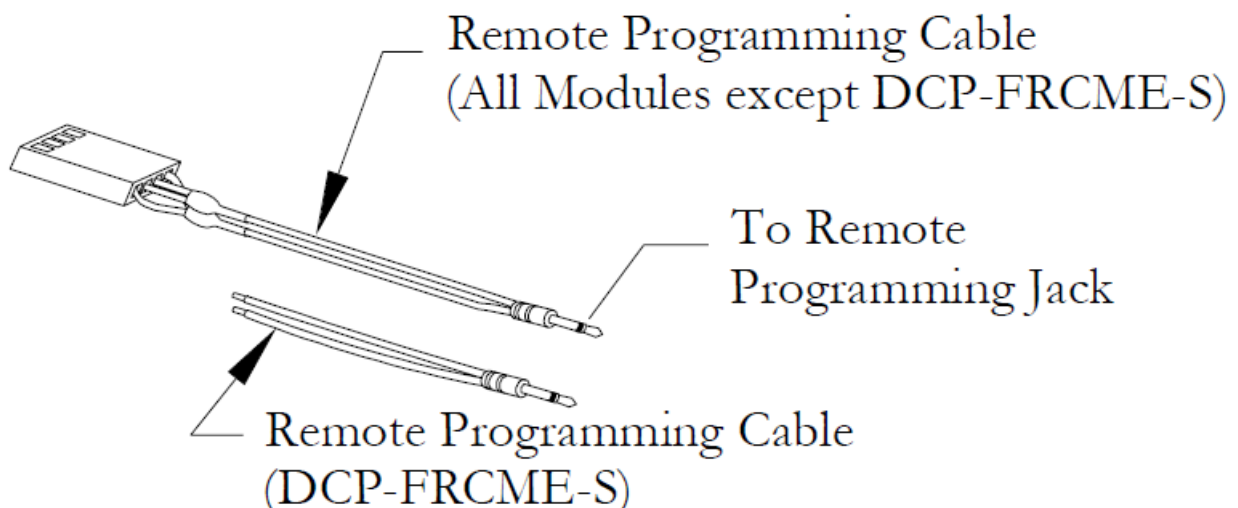 Remote Programming Cable
(All Modules except DCP-FRCME-S)
To Remote
Programming Jack
Remote Programming Cable
(DCP-FRCME-S)